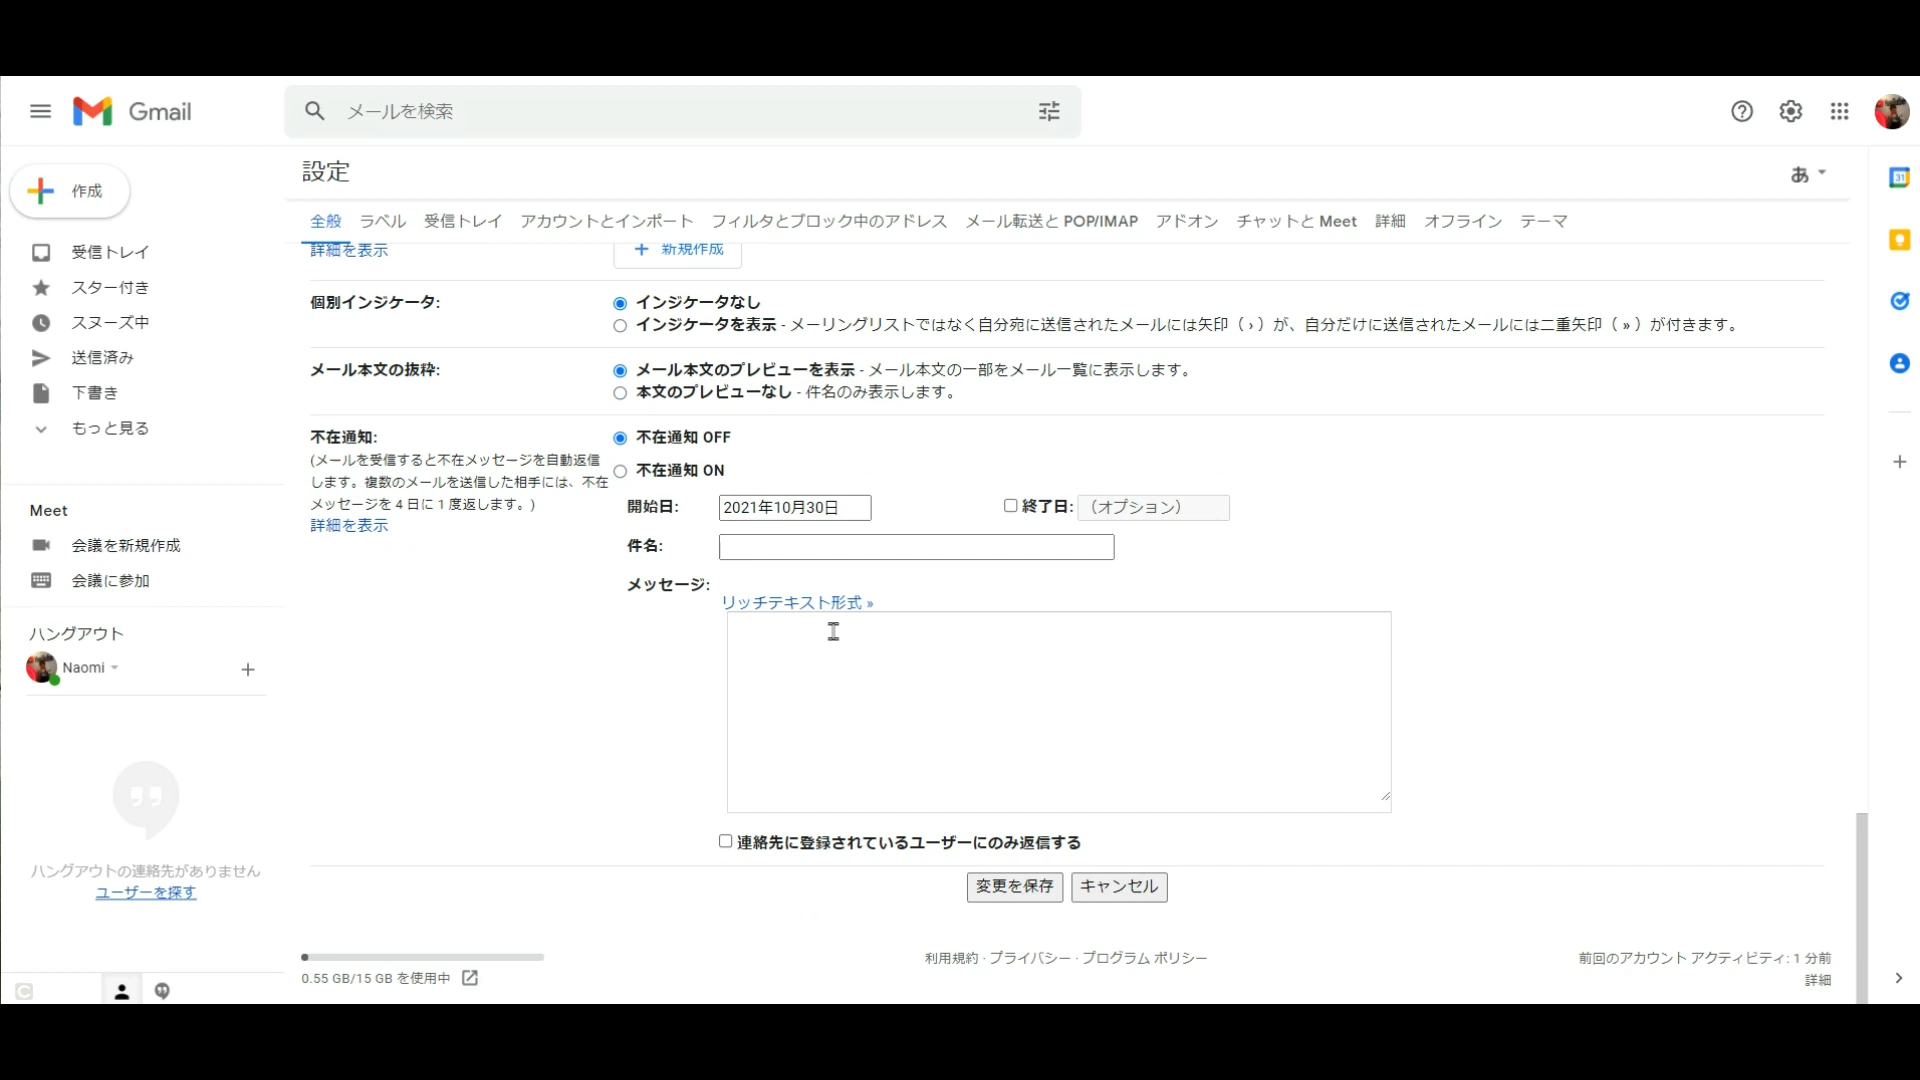 Gmail
メールを検索
作成
受信トレイ
スター付き
スヌーズ中
送信済み
下書き
もっと見る
Meet
会議を新規作成
会議に参加
ハングアウト
Naomi
ハングアウトの連絡先がありません
ユーザーを探す
設定
あ
全般 ラベル 受信トレイ アカウントとインポート フィルタとブロック中のアドレス メール転送と POP/IMAP アドオン チャットと Meet 詳細 オフライン テーマ
詳細を表示
新規作成
個別インジケータ:
インジケータなし
インジケータを表示 - メーリングリストではなく自分宛に送信されたメールには矢印（ › ）が、自分だけに送信されたメールには二重矢印（ » ）が付きます。
メール本文の抜粋:
メール本文のプレビューを表示 - メール本文の一部をメール一覧に表示します。
本文のプレビューなし - 件名のみ表示します。
不在通知:
(メールを受信すると不在メッセージを自動返信
します。複数のメールを送信した相手には、不在
メッセージを 4 日に 1 度返します。)
詳細を表示
不在通知 OFF
不在通知 ON
開始日: 2021年10月30日 終了日: （オプション）
件名:
メッセージ:
リッチテキスト形式 »
連絡先に登録されているユーザーにのみ返信する
変更を保存 キャンセル
0.55 GB/15 GB を使用中
利用規約 · プライバシー · プログラム ポリシー
前回のアカウント アクティビティ: 1 分前
詳細
31